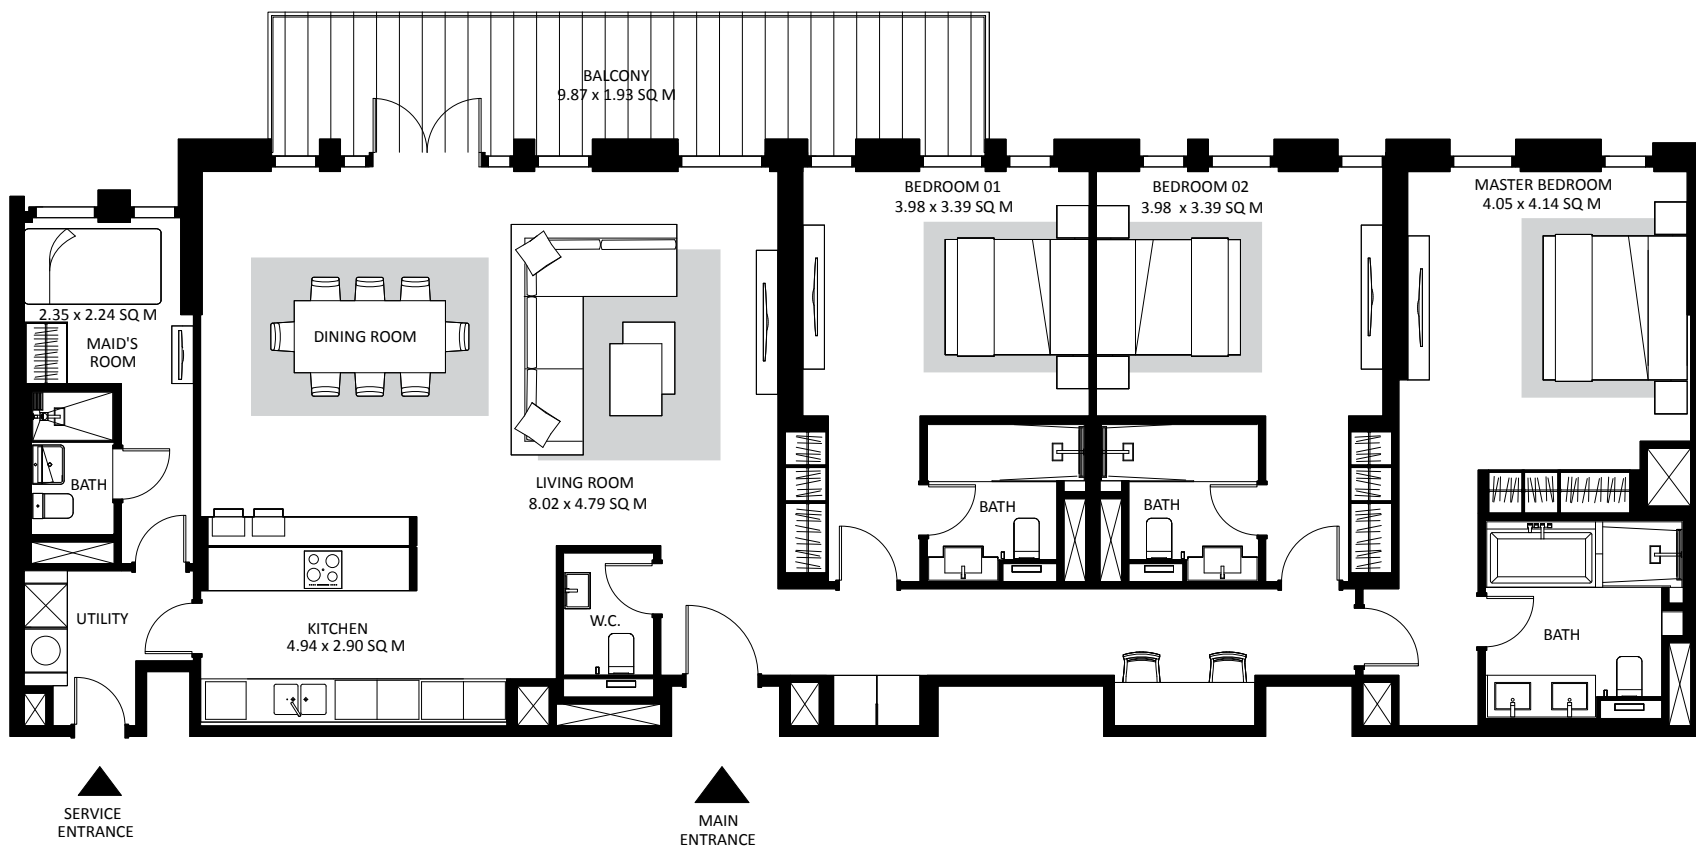 BALCONY
9.87 x 1.93 SQ M
BEDROOM 01
3.98 x 3.39 SQ M
BEDROOM 02
3.98 x 3.39 SQ M
MASTER BEDROOM
4.05 x 4.14 SQ M
2.35 x 2.24 SQ M
MAID'S
ROOM
DINING ROOM
BATH
LIVING ROOM
8.02 x 4.79 SQ M
BATH
BATH
UTILITY
KITCHEN
4.94 x 2.90 SQ M
W.C.
BATH
SERVICE
ENTRANCE
MAIN
ENTRANCE